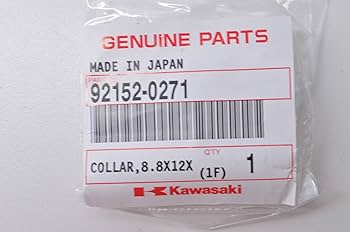 GENUINE PARTS
MADE IN JAPAN
PART
92152-0271
COLLAR,8.8X12X (1F)
QTY 1
Kawasaki